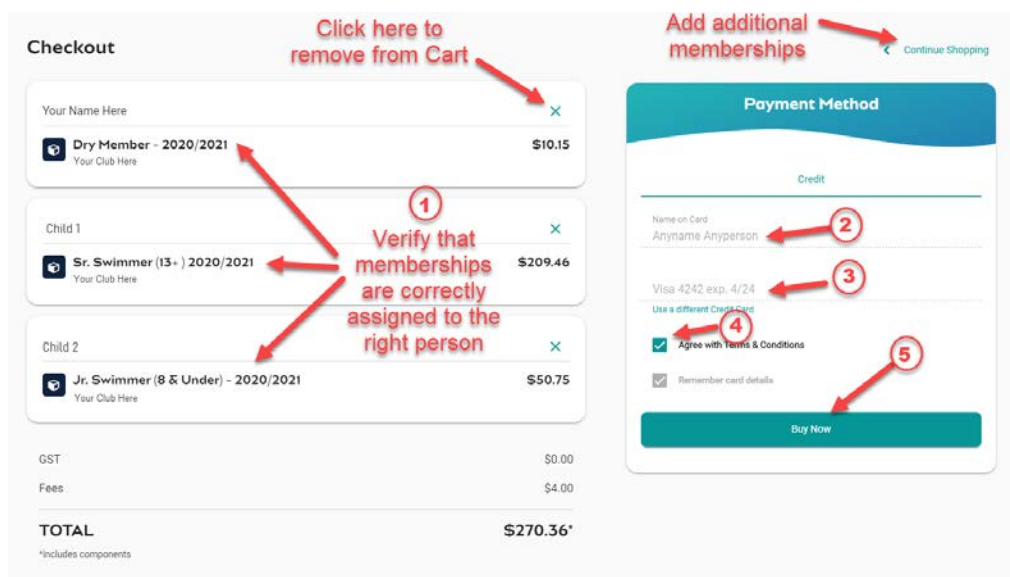 Checkout
Click here to
remove from Cart
Add additional
memberships
Continue Shopping
Your Name Here
Dry Member - 2020/2021
$10.15
Your Club Here
Child 1
Sr. Swimmer (13+ ) 2020/2021
$209.46
Your Club Here
1
Verify that
memberships
are correctly
assigned to the
right person
Child 2
Jr. Swimmer (8 & Under) - 2020/2021
$50.75
Your Club Here
GST
$0.00
Fees
$4.00
TOTAL
$270.36*
*Includes components
Payment Method
Credit
Name on Card
Anyname Anyperson
2
Visa 4242 exp. 4/24
3
Use a different Credit Card
4
Agree with Terms & Conditions
5
Remember card details
Buy Now